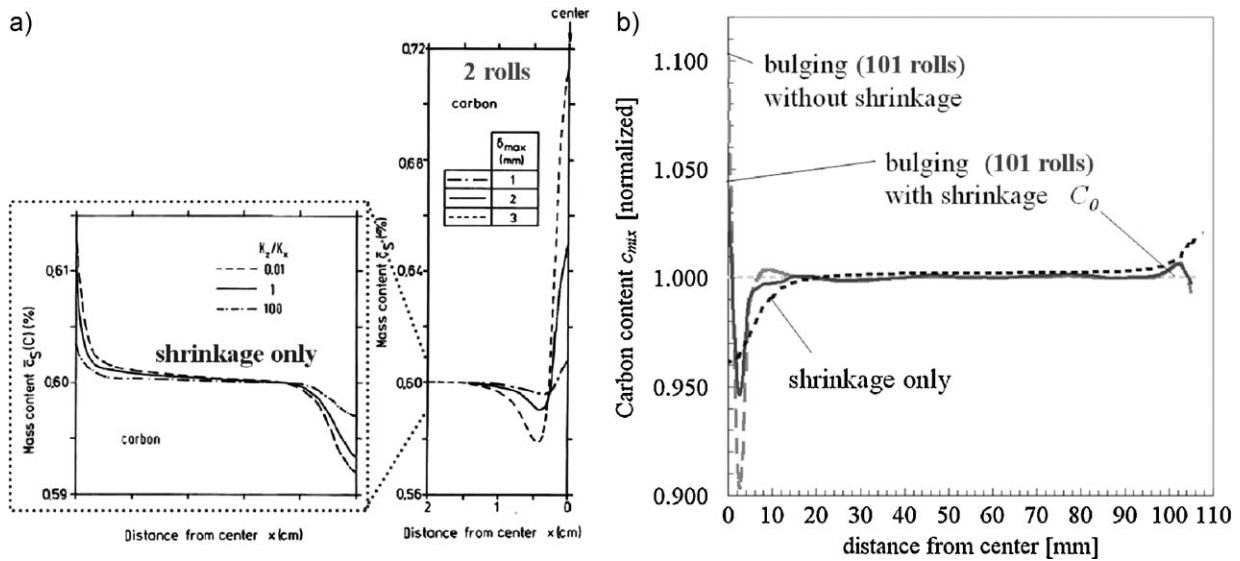 a)
0,61
0,60
0,59
Mass content c̄s(C) (%)
Kz/Kx
0.01
1
100
shrinkage only
carbon
Distance from center x(cm)
center
0,72
0,68
0,64
0,60
0,56
Mass content c̄s (%)
2 rolls
carbon
δmax
(mm)
1
2
3
2
1
0
Distance from center x(cm)
b)
1.100
1.050
1.000
0.950
0.900
Carbon content cmix [normalized]
bulging (101 rolls)
without shrinkage
bulging (101 rolls)
with shrinkage C0
shrinkage only
0 10 20 30 40 50 60 70 80 90 100 110
distance from center [mm]